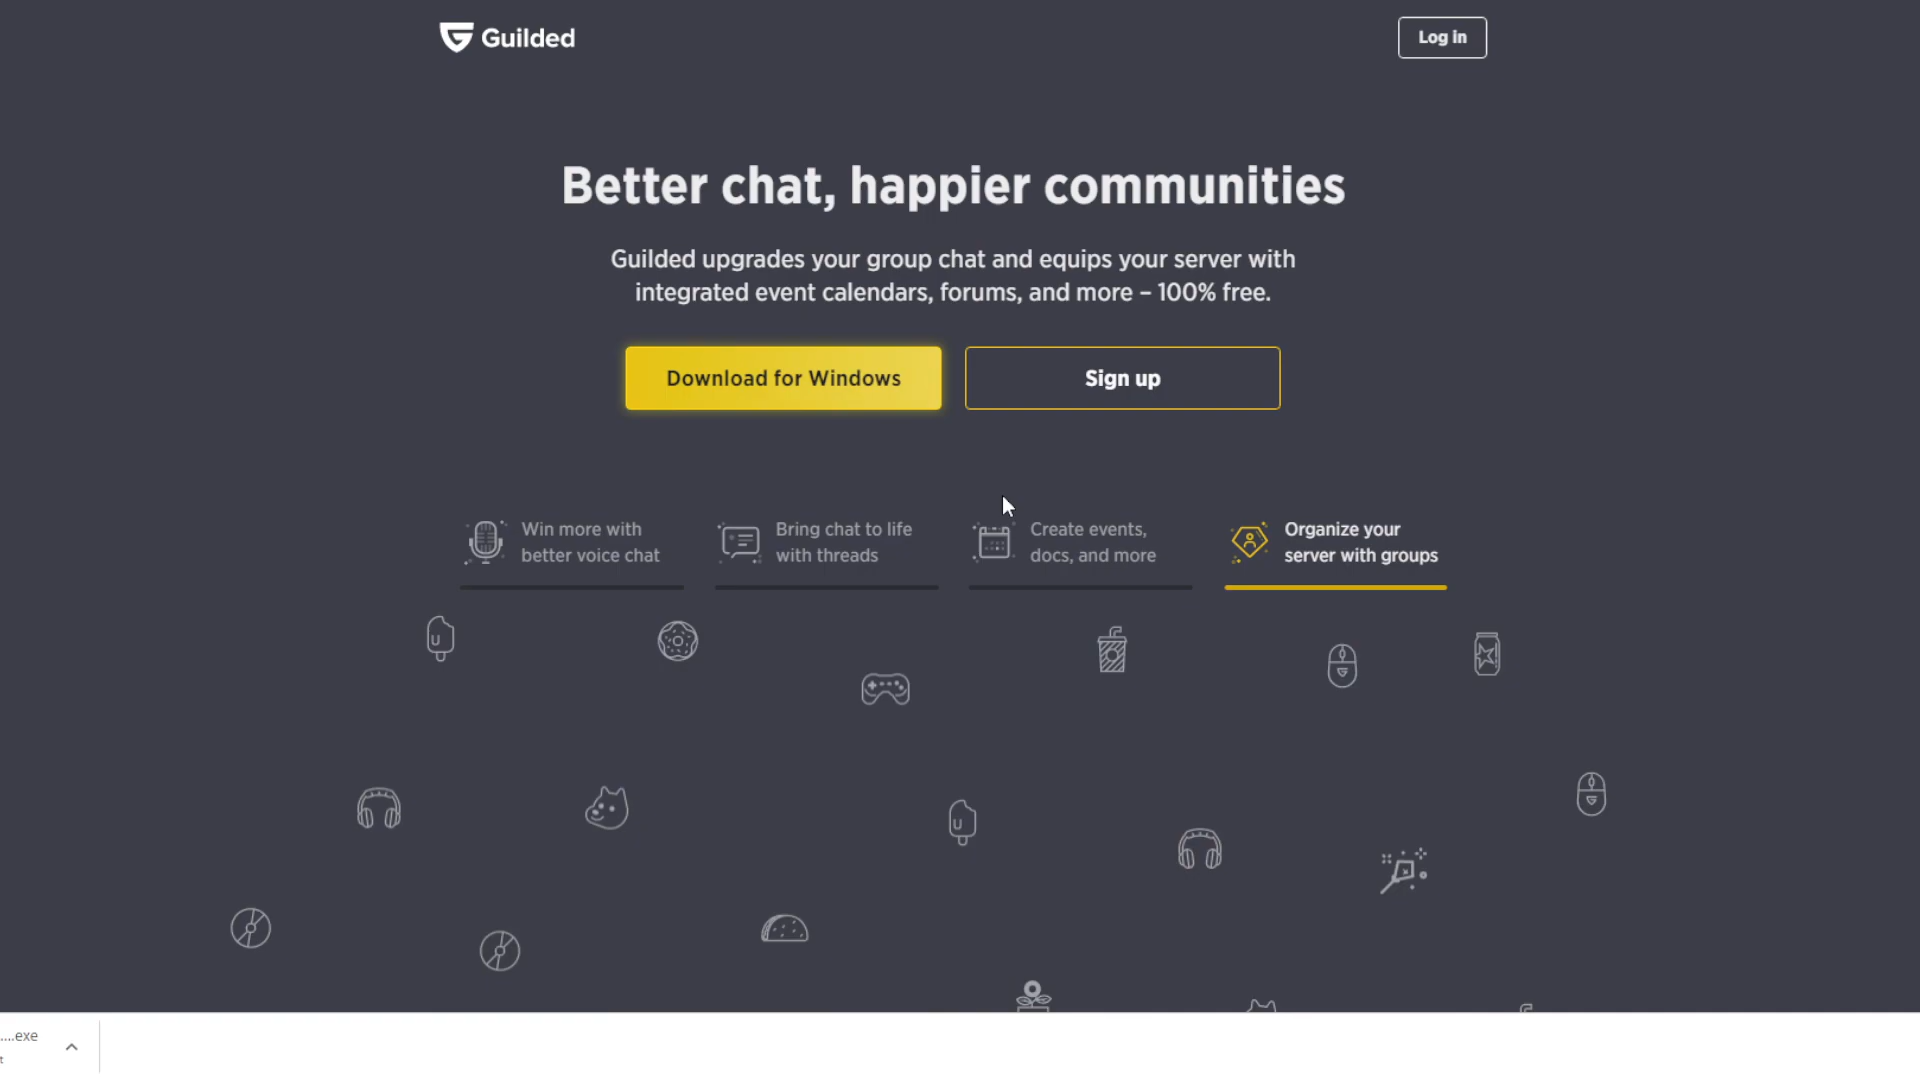 Guilded
Log in
Better chat, happier communities
Guilded upgrades your group chat and equips your server with
integrated event calendars, forums, and more – 100% free.
Download for Windows
Sign up
Win more with
better voice chat
Bring chat to life
with threads
Create events,
docs, and more
Organize your
server with groups
....exe
t